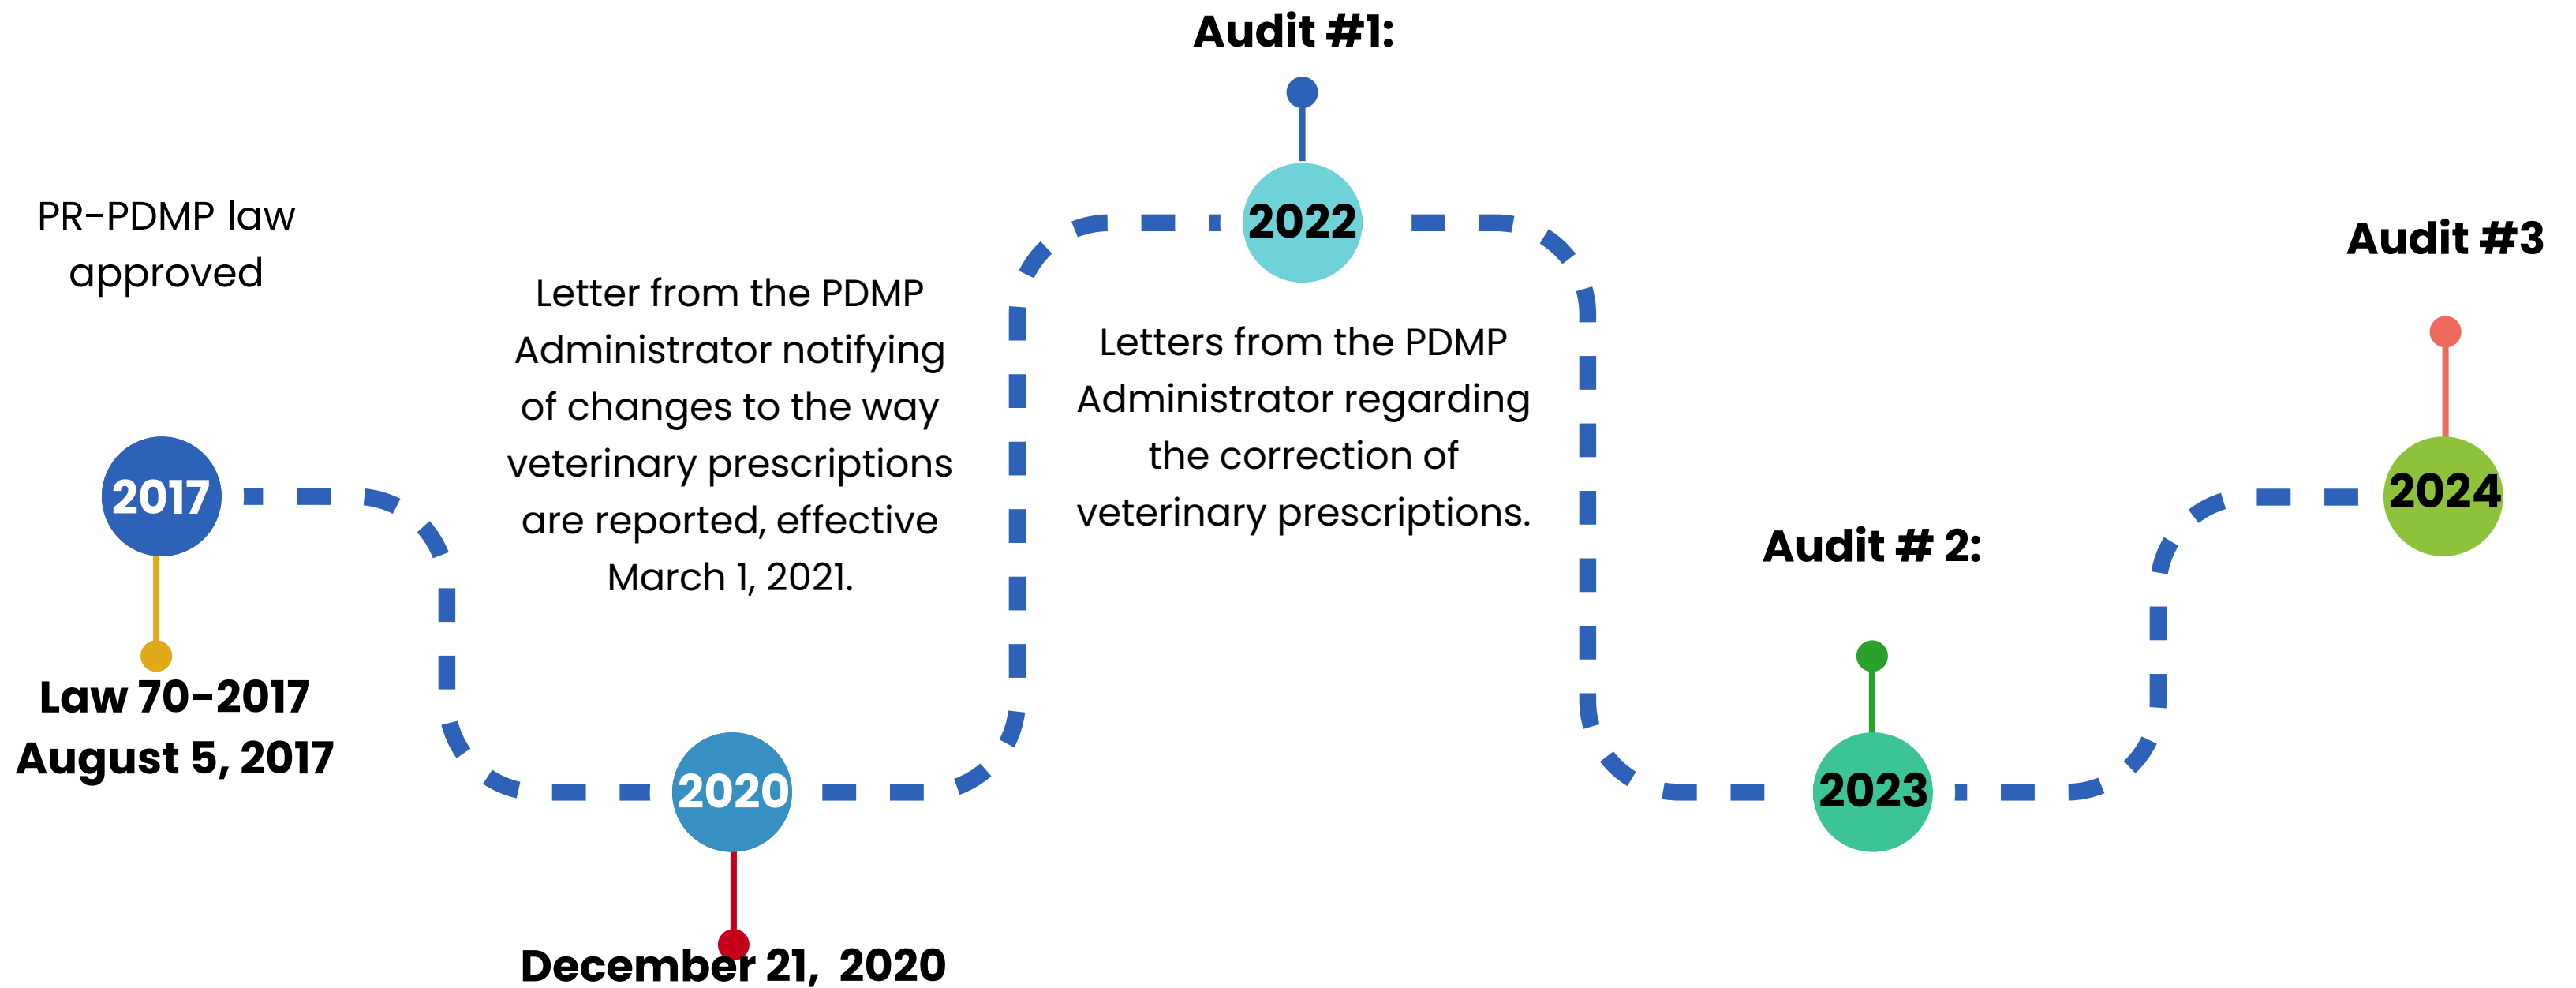 PR-PDMP law
approved
2017
Law 70-2017
August 5, 2017
Letter from the PDMP
Administrator notifying
of changes to the way
veterinary prescriptions
are reported, effective
March 1, 2021.
2020
December 21, 2020
Audit #1:
2022
Letters from the PDMP
Administrator regarding
the correction of
veterinary prescriptions.
Audit # 2:
2023
Audit #3
2024